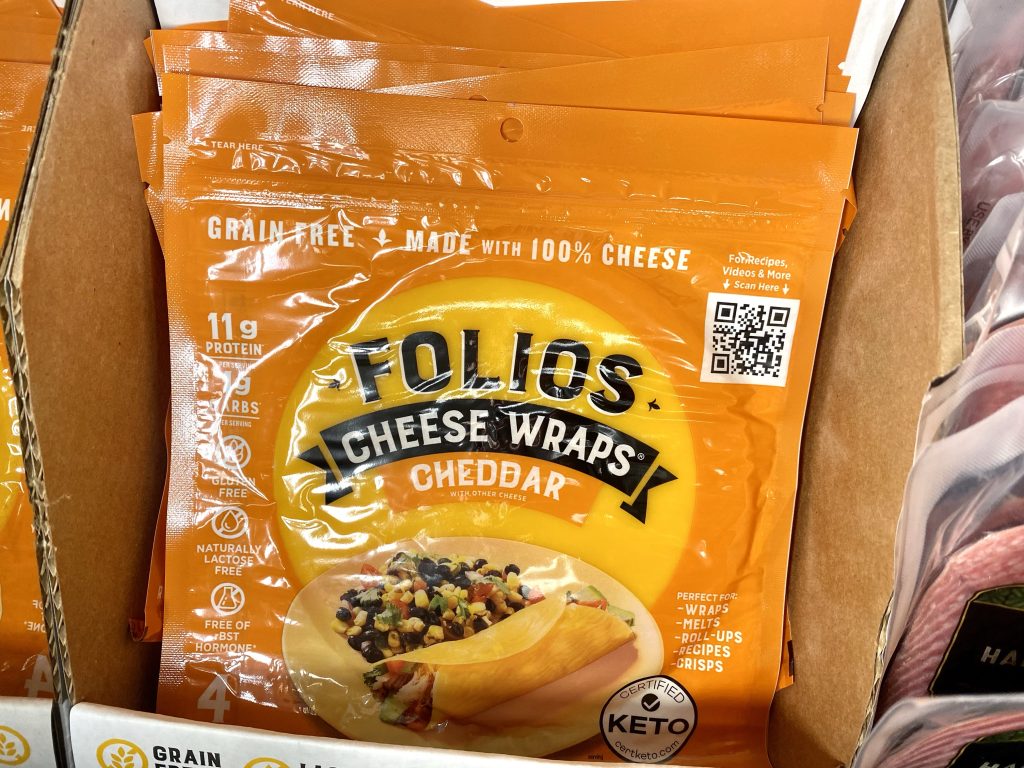 TEAR HERE
GRAIN FREE MADE WITH 100% CHEESE
For Recipes,
Videos & More
Scan Here
11g
PROTEIN
CARBS
PER SERVING
GLUTEN
FREE
NATURALLY
LACTOSE
FREE
FREE OF
rBST
HORMONE*
4
FOLIOS
CHEESE WRAPS®
CHEDDAR
WITH OTHER CHEESE
PERFECT FOR:
-WRAPS
-MELTS
-ROLL-UPS
-RECIPES
-CRISPS
CERTIFIED
KETO
certketo.com
GRAIN
HA